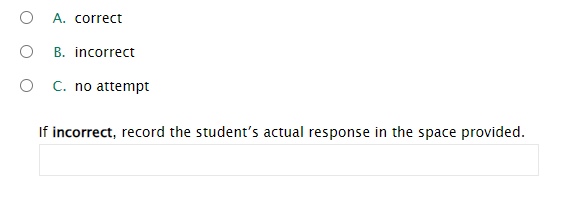 A. correct
B. incorrect
C. no attempt
If incorrect, record the student's actual response in the space provided.